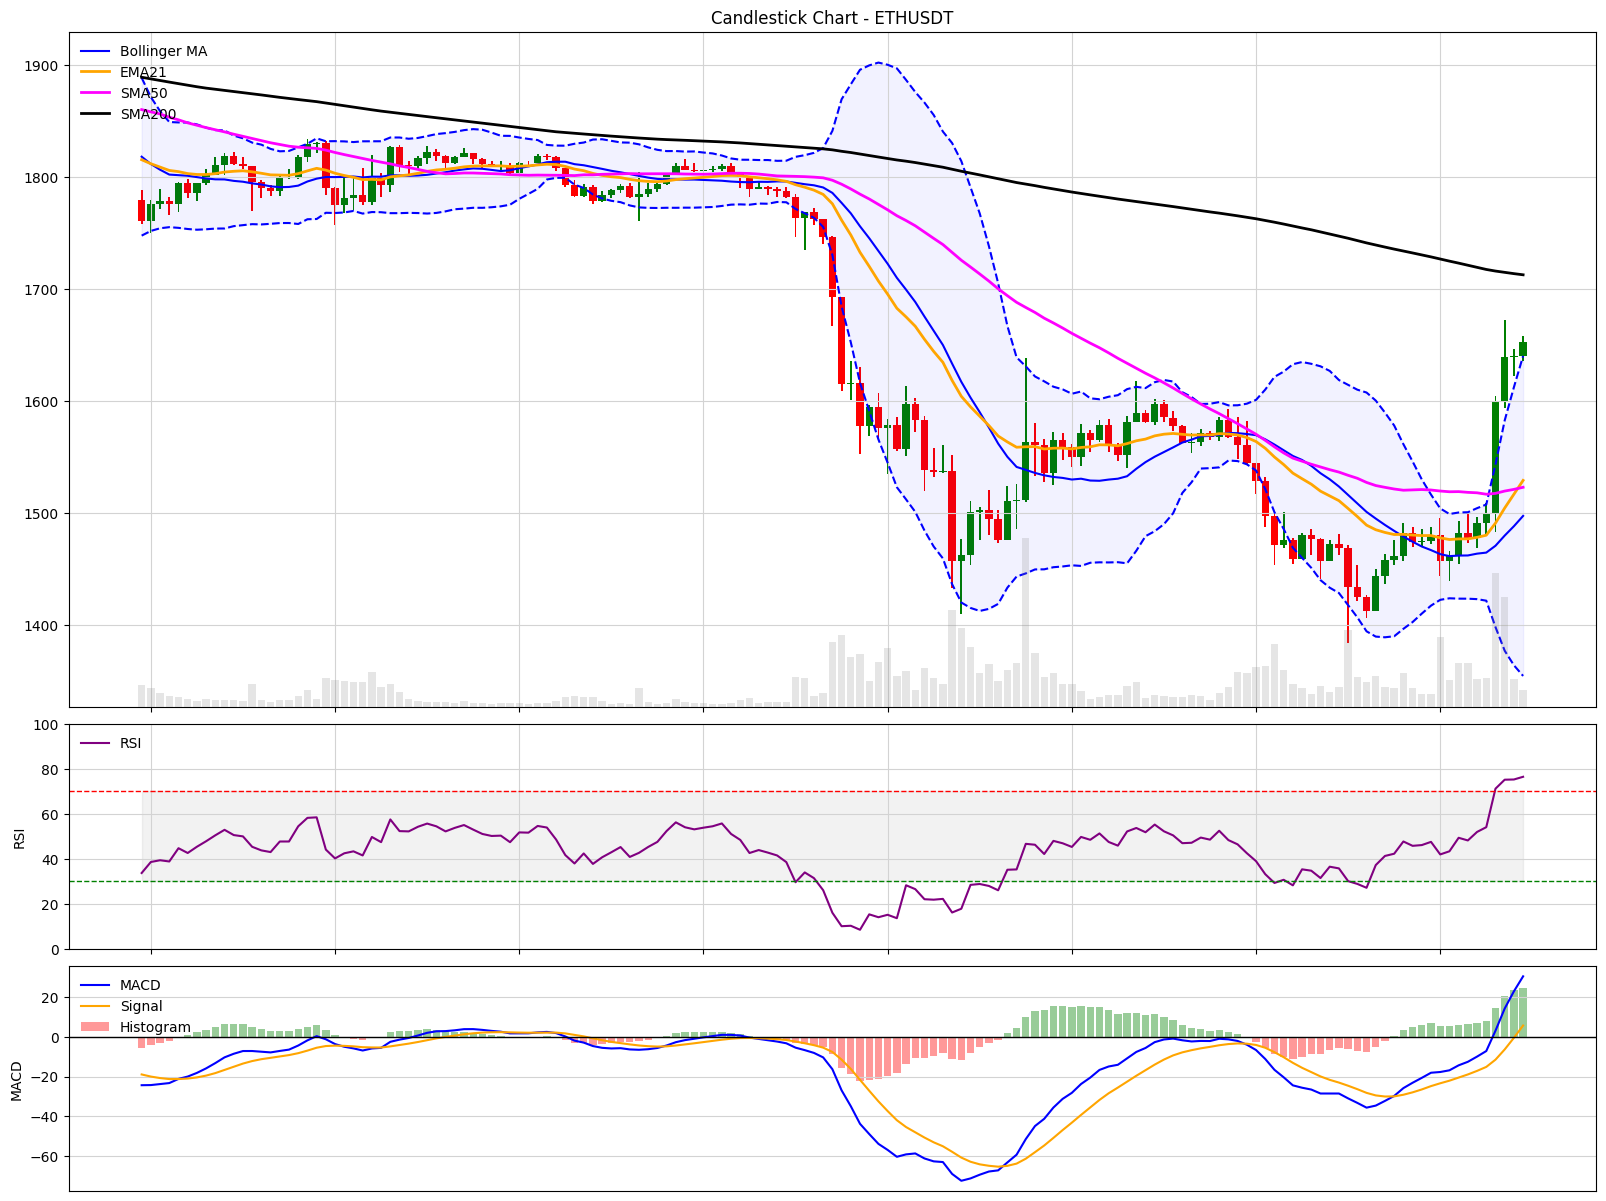 Candlestick Chart - ETHUSDT
Bollinger MA
EMA21
SMA50
SMA200
1900
1800
1700
1600
1500
1400
RSI
100
80
60
40
20
0
RSI
MACD
Signal
Histogram
20
0
−20
−40
−60
MACD